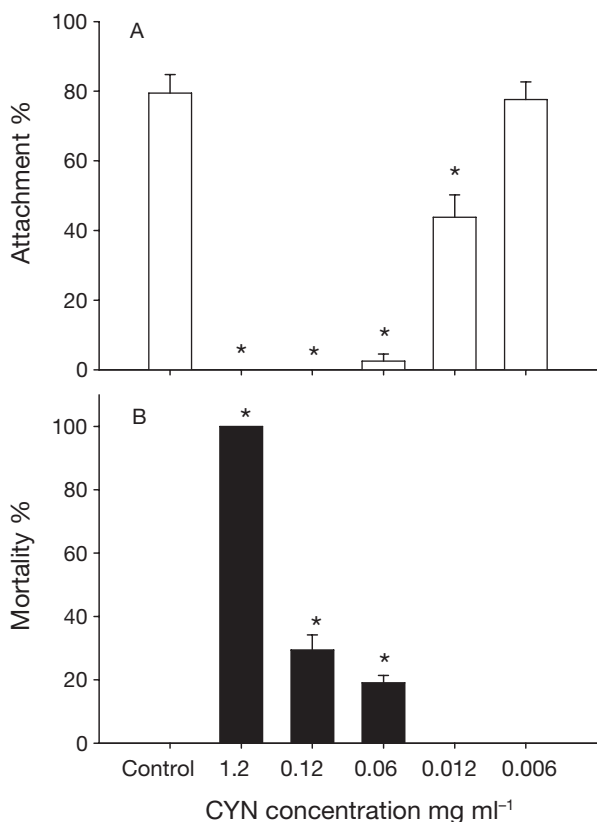 A
100
80
60
40
20
0
Attachment %
* * * *
B
100
80
60
40
20
0
Mortality %
* * *
Control 1.2 0.12 0.06 0.012 0.006
CYN concentration mg ml⁻¹